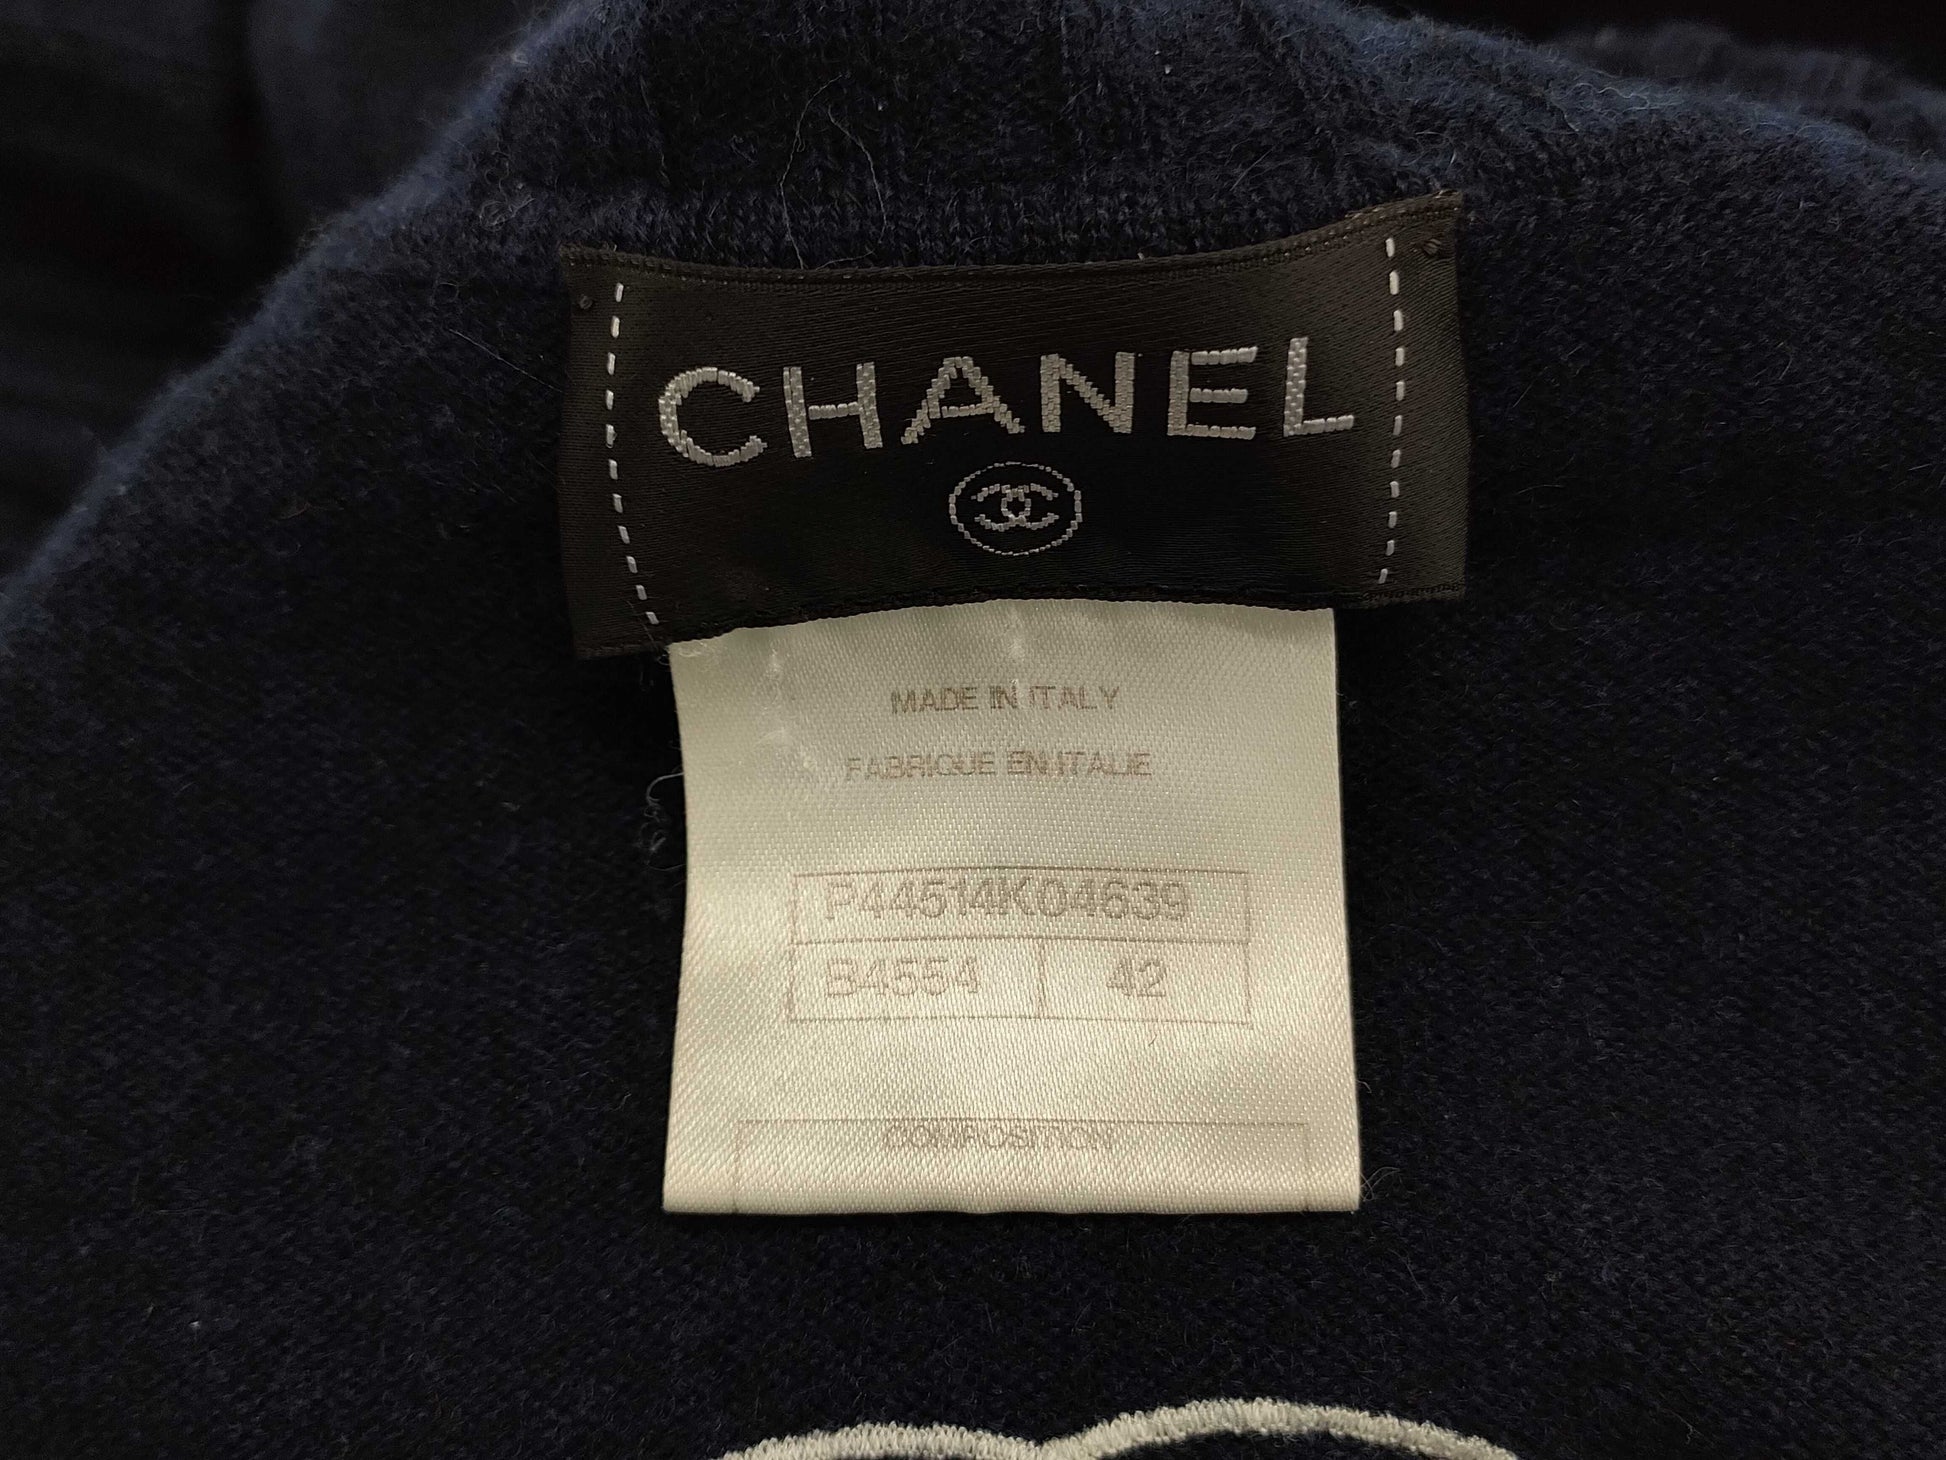 CHANEL
MADE IN ITALY
FABRIQUE EN ITALIE
P44514K04639
B4554 42
COMPOSITION